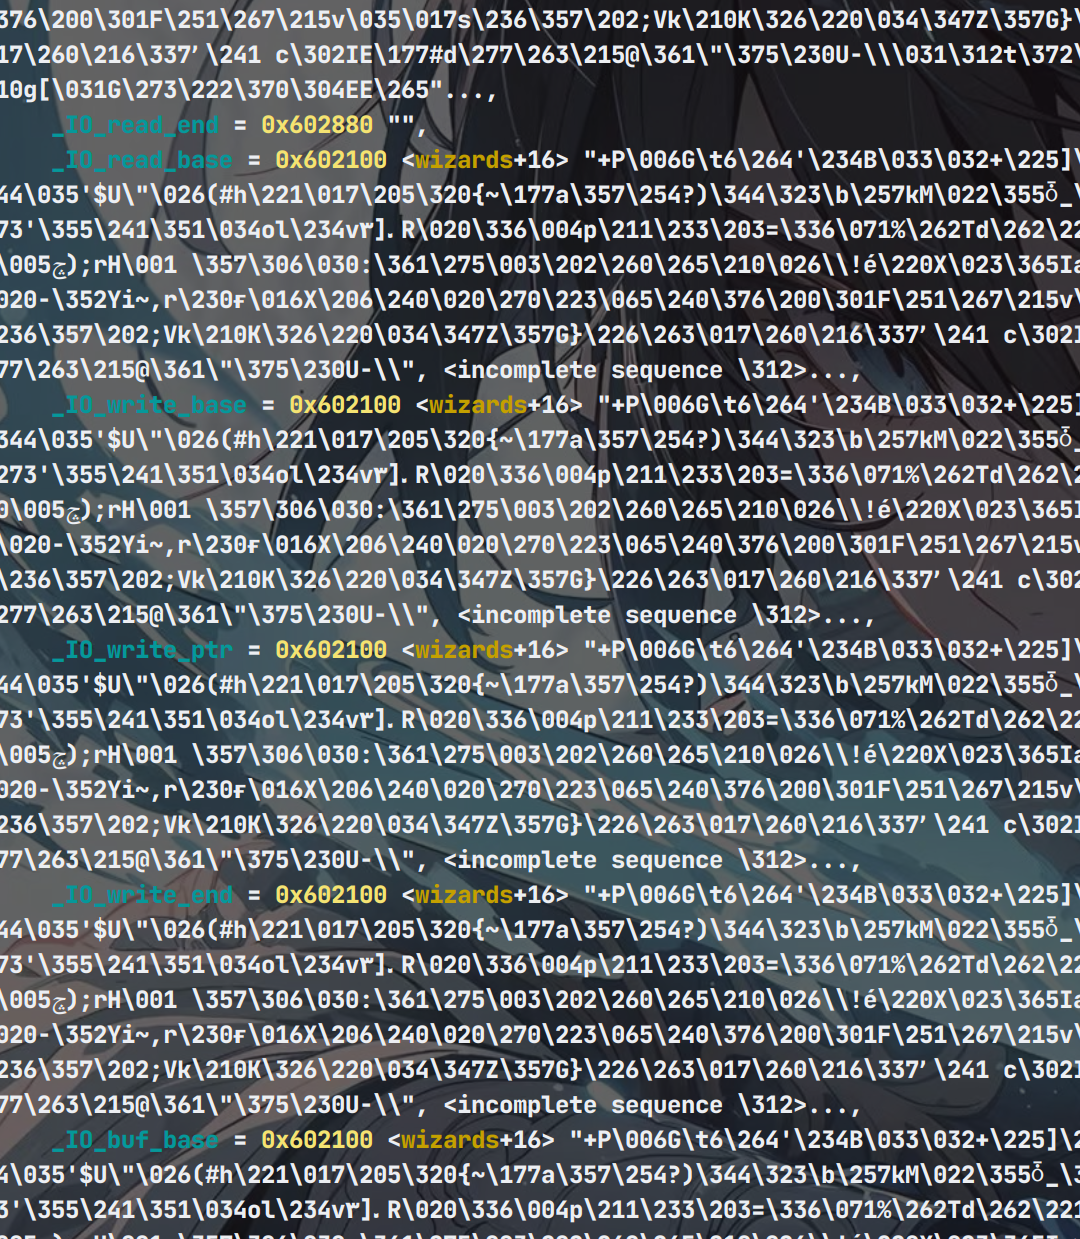 376\200\301F\251\267\215v\035\017s\236\357\202;Vk\210K\326\220\034\347Z\357G}\
17\260\216\337’\241 c\302IE\177#d\277\263\215@\361\"\375\230U-\\\031\312t\372\
10g[\031G\273\222\370\304EE\265"...,
_IO_read_end = 0x602880 "",
_IO_read_base = 0x602100 <wizards+16> "+P\006G\t6\264'\234B\033\032+\225]\
44\035'$U\"\026(#h\221\017\205\320{~\177a\357\254?)\344\323\b\257kM\022\355 _\
73'\355\241\351\034ol\234v٣].R\020\336\004p\211\233\203=\336\071%\262Td\262\22
\005ڿ);rH\001 \357\306\030:\361\275\003\202\260\265\210\026\\!é\220X\023\365Ia
020-\352Yi~,r\230ғ\016X\206\240\020\270\223\065\240\376\200\301F\251\267\215v\
236\357\202;Vk\210K\326\220\034\347Z\357G}\226\263\017\260\216\337’\241 c\302I
77\263\215@\361\"\375\230U-\\", <incomplete sequence \312>...,
_IO_write_base = 0x602100 <wizards+16> "+P\006G\t6\264'\234B\033\032+\225]
344\035'$U\"\026(#h\221\017\205\320{~\177a\357\254?)\344\323\b\257kM\022\355 _
273'\355\241\351\034ol\234v٣].R\020\336\004p\211\233\203=\336\071%\262Td\262\2
0\005ڿ);rH\001 \357\306\030:\361\275\003\202\260\265\210\026\\!é\220X\023\365I
\020-\352Yi~,r\230ғ\016X\206\240\020\270\223\065\240\376\200\301F\251\267\215v
\236\357\202;Vk\210K\326\220\034\347Z\357G}\226\263\017\260\216\337’\241 c\302
277\263\215@\361\"\375\230U-\\", <incomplete sequence \312>...,
_IO_write_ptr = 0x602100 <wizards+16> "+P\006G\t6\264'\234B\033\032+\225]\
44\035'$U\"\026(#h\221\017\205\320{~\177a\357\254?)\344\323\b\257kM\022\355 _\
73'\355\241\351\034ol\234v٣].R\020\336\004p\211\233\203=\336\071%\262Td\262\22
\005ڿ);rH\001 \357\306\030:\361\275\003\202\260\265\210\026\\!é\220X\023\365Ia
020-\352Yi~,r\230ғ\016X\206\240\020\270\223\065\240\376\200\301F\251\267\215v\
236\357\202;Vk\210K\326\220\034\347Z\357G}\226\263\017\260\216\337’\241 c\302I
77\263\215@\361\"\375\230U-\\", <incomplete sequence \312>...,
_IO_write_end = 0x602100 <wizards+16> "+P\006G\t6\264'\234B\033\032+\225]\
44\035'$U\"\026(#h\221\017\205\320{~\177a\357\254?)\344\323\b\257kM\022\355 _\
73'\355\241\351\034ol\234v٣].R\020\336\004p\211\233\203=\336\071%\262Td\262\22
\005ڿ);rH\001 \357\306\030:\361\275\003\202\260\265\210\026\\!é\220X\023\365Ia
020-\352Yi~,r\230ғ\016X\206\240\020\270\223\065\240\376\200\301F\251\267\215v\
236\357\202;Vk\210K\326\220\034\347Z\357G}\226\263\017\260\216\337’\241 c\302I
77\263\215@\361\"\375\230U-\\", <incomplete sequence \312>...,
_IO_buf_base = 0x602100 <wizards+16> "+P\006G\t6\264'\234B\033\032+\225]\2
4\035'$U\"\026(#h\221\017\205\320{~\177a\357\254?)\344\323\b\257kM\022\355 _\3
3'\355\241\351\034ol\234v٣].R\020\336\004p\211\233\203=\336\071%\262Td\262\221